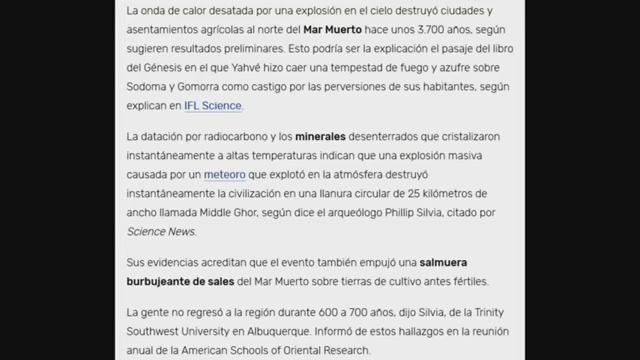 La onda de calor desatada por una explosión en el cielo destruyó ciudades y
asentamientos agrícolas al norte del Mar Muerto hace unos 3.700 años, según
sugieren resultados preliminares. Esto podría ser la explicación el pasaje del libro
del Génesis en el que Yahvé hizo caer una tempestad de fuego y azufre sobre
Sodoma y Gomorra como castigo por las perversiones de sus habitantes, según
explican en IFL Science.
La datación por radiocarbono y los minerales desenterrados que cristalizaron
instantáneamente a altas temperaturas indican que una explosión masiva
causada por un meteoro que explotó en la atmósfera destruyó
instantáneamente la civilización en una llanura circular de 25 kilómetros de
ancho llamada Middle Ghor, según dice el arqueólogo Phillip Silvia, citado por
Science News.
Sus evidencias acreditan que el evento también empujó una salmuera
burbujeante de sales del Mar Muerto sobre tierras de cultivo antes fértiles.
La gente no regresó a la región durante 600 a 700 años, dijo Silvia, de la Trinity
Southwest University en Albuquerque. Informó de estos hallazgos en la reunión
anual de la American Schools of Oriental Research.